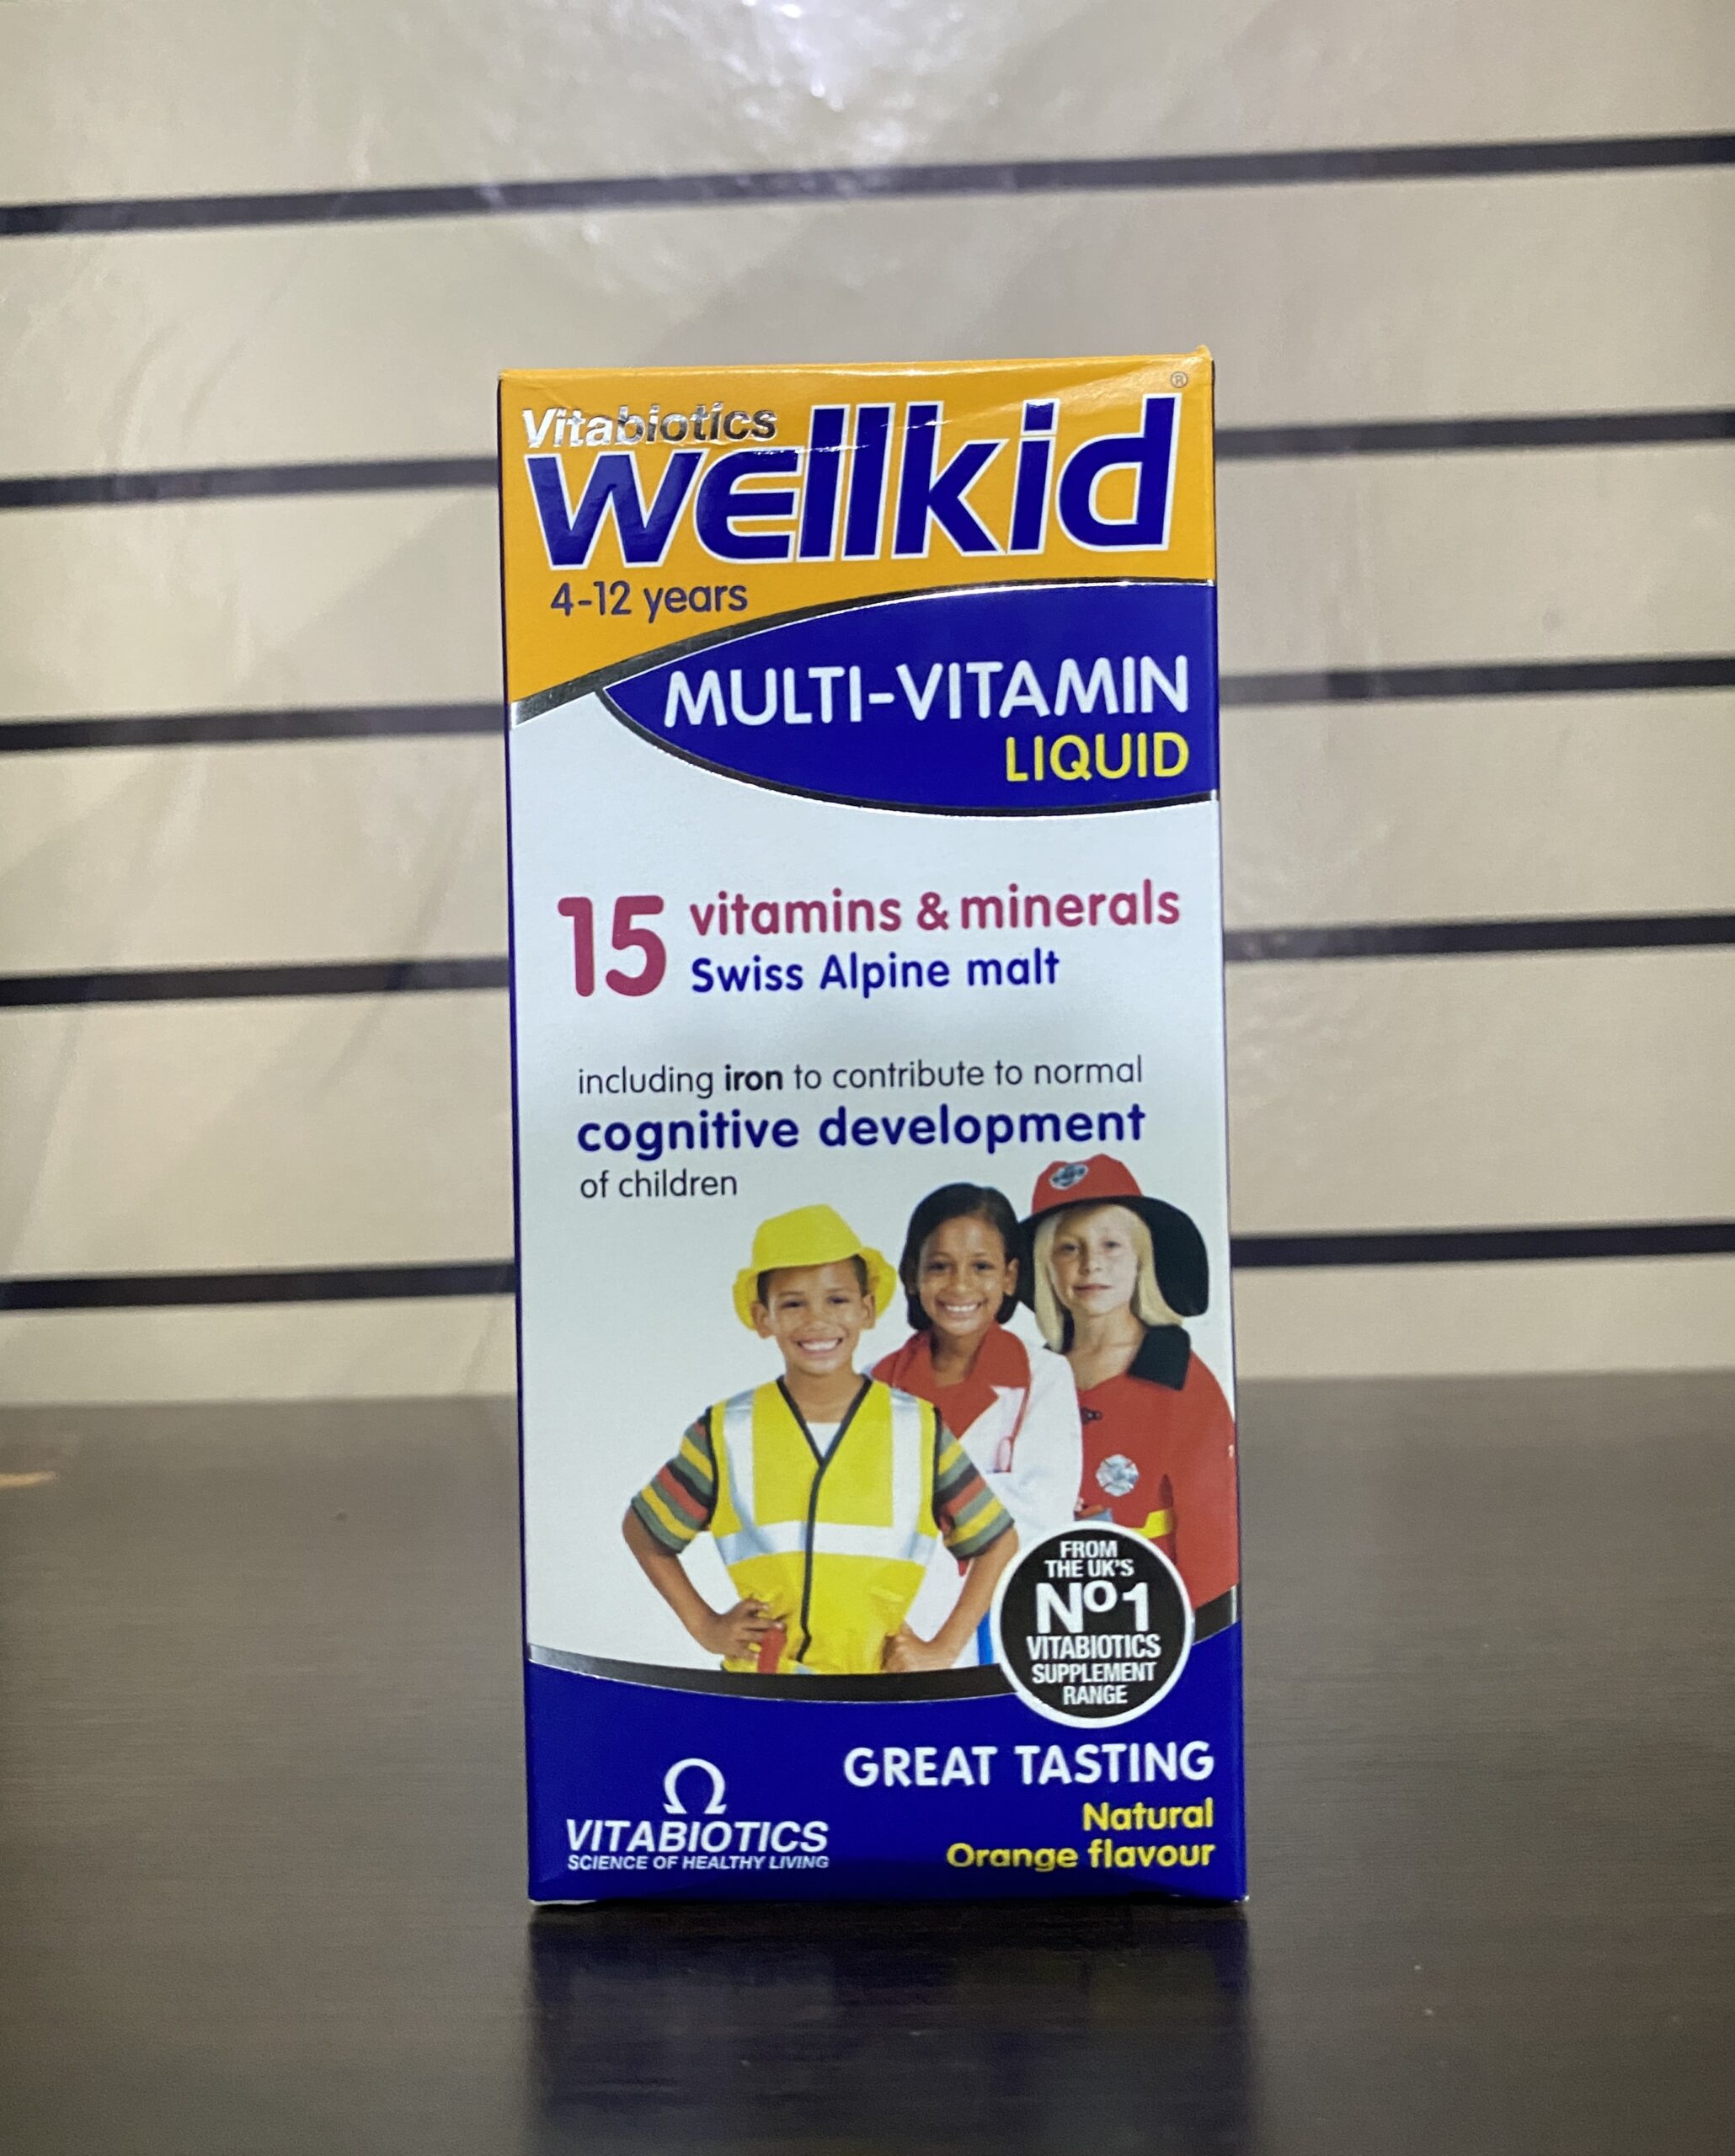 Vitabiotics
wellkid®
4-12 years
MULTI-VITAMIN
LIQUID
15 vitamins & minerals
Swiss Alpine malt
including iron to contribute to normal
cognitive development
of children
FROM
THE UK'S
Nº1
VITABIOTICS
SUPPLEMENT
RANGE
GREAT TASTING
Natural
Orange flavour
VITABIOTICS
SCIENCE OF HEALTHY LIVING